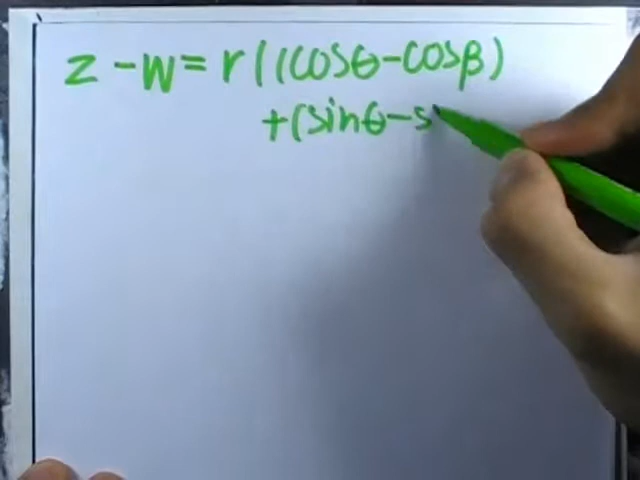 z - w = r((cosθ - cosβ)
+(sinθ - s